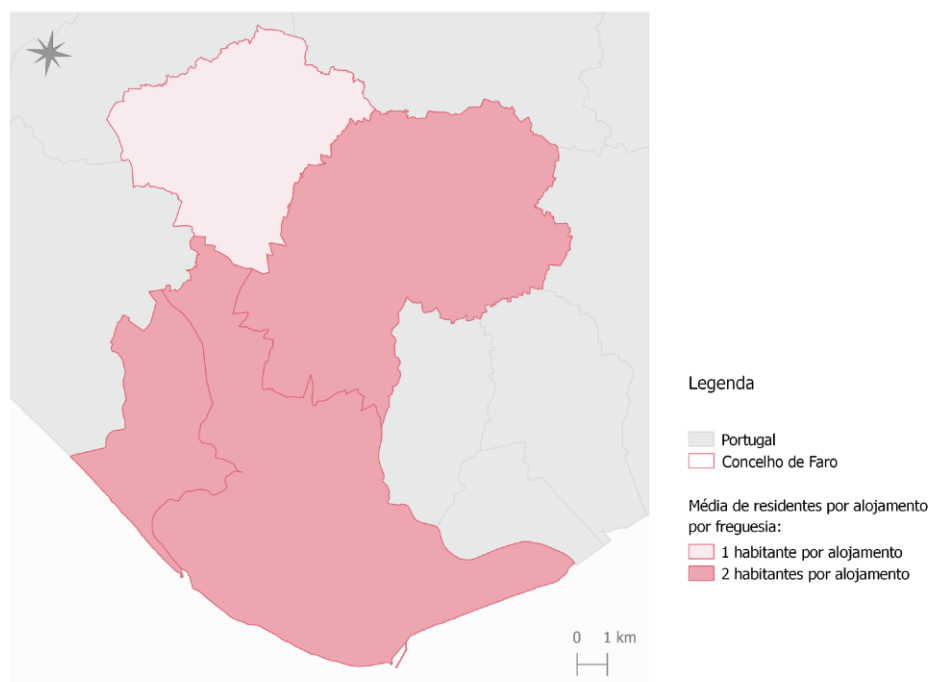 Legenda
Portugal
Concelho de Faro
Média de residentes por alojamento
por freguesia:
1 habitante por alojamento
2 habitantes por alojamento
0 1 km